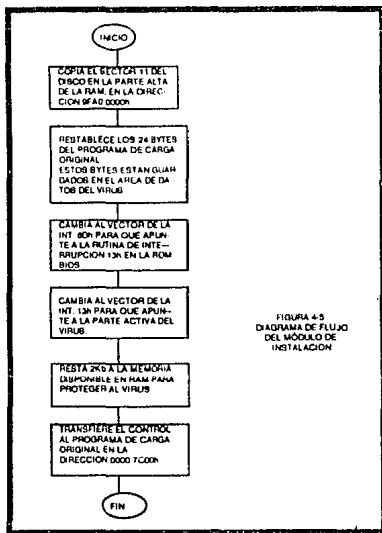 INICIO
COPIA EL SECTOR 11 DEL
DISCO EN LA PARTE ALTA
DE LA RAM, EN LA DIREC-
CION 9FA0 0000h
RESTABLECE LOS 24 BYTES
DEL PROGRAMA DE CARGA
ORIGINAL
ESTOS BYTES ESTAN GUAR
DADOS EN EL AREA DE DA-
TOS DEL VIRUS
CAMBIA AL VECTOR DE LA
INT. 6Dh PARA QUE APUN-
TE A LA RUTINA DE INTE-
RRUPCION 13h EN LA ROM
BIOS
CAMBIA AL VECTOR DE LA
INT. 13h PARA QUE APUN-
TE A LA PARTE ACTIVA DEL
VIRUS.
RESTA 2Kb A LA MEMORIA
DISPONIBLE EN RAM PARA
PROTEGER AL VIRUS
TRANSFIERE EL CONTROL
AL PROGRAMA DE CARGA
ORIGINAL EN LA
DIRECCION 0000 7C00h
FIN
FIGURA 4-5
DIAGRAMA DE FLUJO
DEL MÓDULO DE
INSTALACION